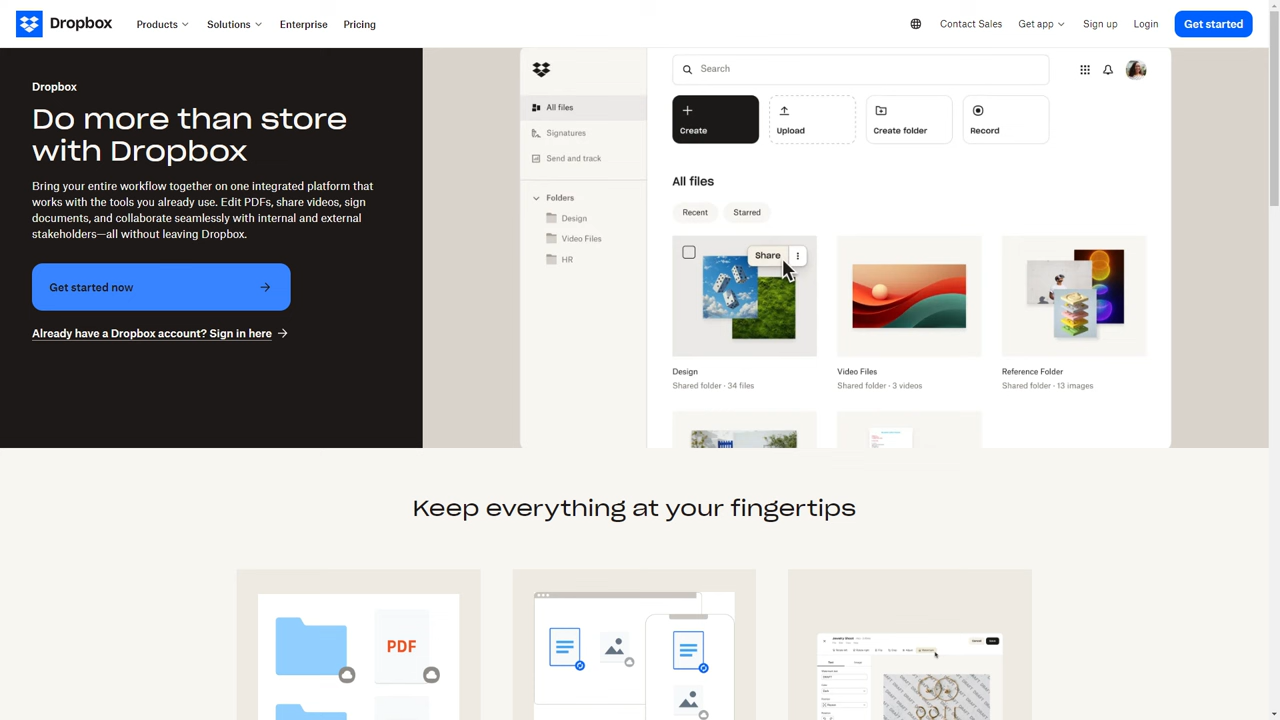 Dropbox
Products
Solutions
Enterprise
Pricing
Contact Sales
Get app
Sign up
Login
Get started
Dropbox
Do more than store
with Dropbox
Bring your entire workflow together on one integrated platform that
works with the tools you already use. Edit PDFs, share videos, sign
documents, and collaborate seamlessly with internal and external
stakeholders—all without leaving Dropbox.
Get started now
Already have a Dropbox account? Sign in here
All files
Signatures
Send and track
Folders
Design
Video Files
HR
Search
Create
Upload
Create folder
Record
All files
Recent
Starred
Share
Design
Shared folder · 34 files
Video Files
Shared folder · 3 videos
Reference Folder
Shared folder · 13 images
Keep everything at your fingertips
PDF